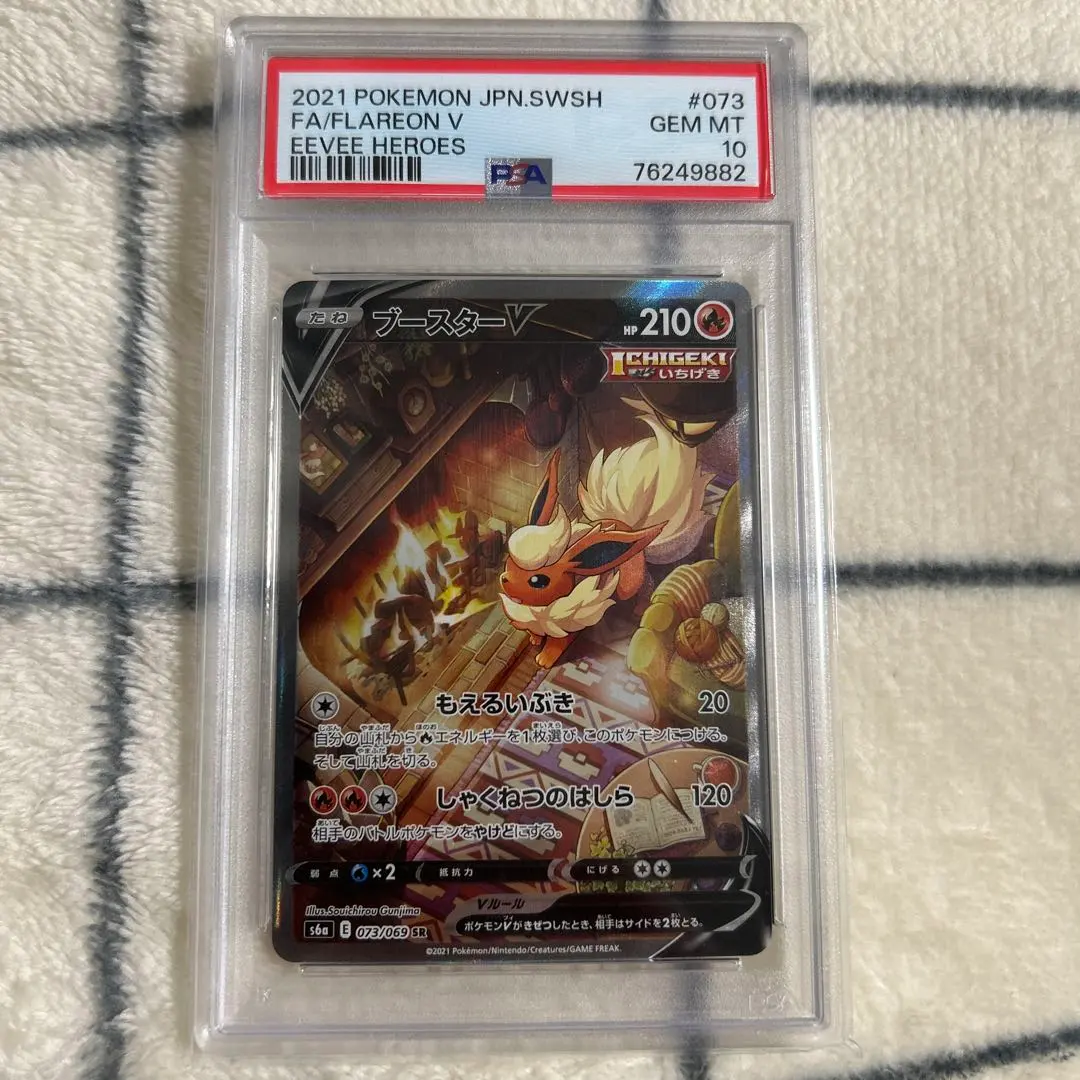 2021 POKEMON JPN.SWSH #073
FA/FLAREON V GEM MT
EEVEE HEROES 10
PSA 76249882
たね ブースターV HP 210
ICHIGEKI
いちげき
もえるいぶき 20
自分の山札から エネルギーを1枚選び、このポケモンにつける。
そして山札を切る。
しゃくねつのはしら 120
相手のバトルポケモンをやけどにする。
弱点 ×2 抵抗力 にげる
Vルール
ポケモンVがきぜつしたとき、相手はサイドを2枚とる。
Illus.Souichirou Gunjima
s6a E 073/069 SR
©2021 Pokémon/Nintendo/Creatures/GAME FREAK.